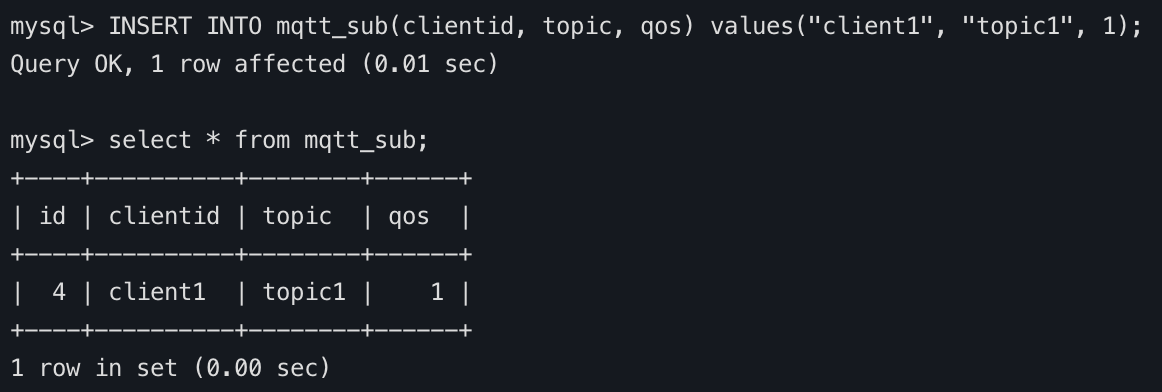 mysql> INSERT INTO mqtt_sub(clientid, topic, qos) values("client1", "topic1", 1);
Query OK, 1 row affected (0.01 sec)

mysql> select * from mqtt_sub;
+----+----------+--------+------+
| id | clientid | topic  | qos  |
+----+----------+--------+------+
|  4 | client1  | topic1 |    1 |
+----+----------+--------+------+
1 row in set (0.00 sec)